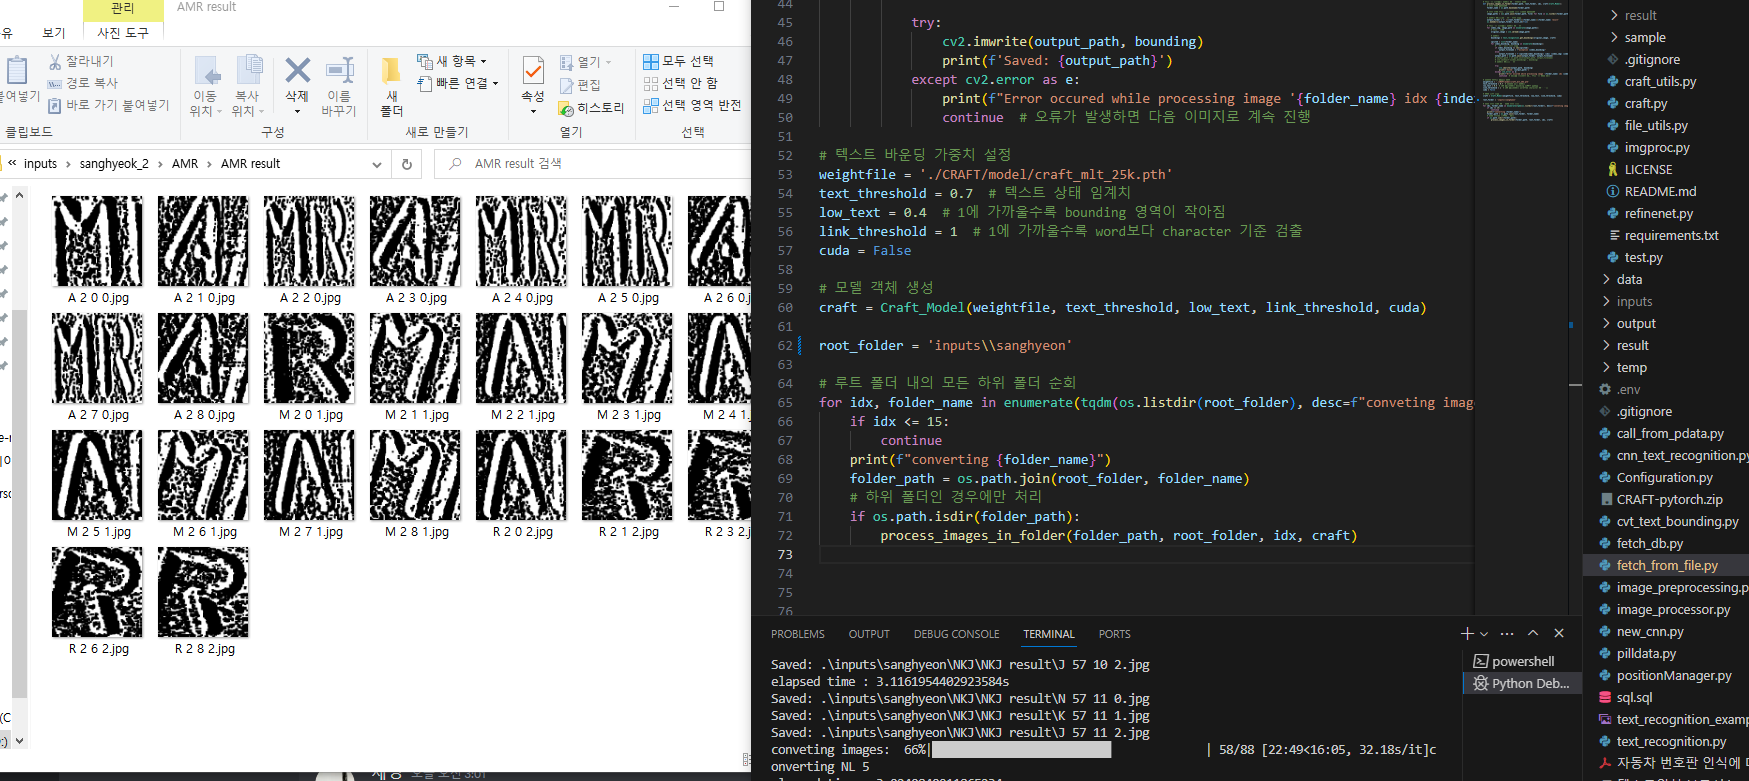 관리
AMR result
유
보기
사진 도구
붙여넣기
잘라내기
경로 복사
바로 가기 붙여넣기
클립보드
이동 위치
복사 위치
삭제
이름 바꾸기
구성
새 폴더
새 항목
빠른 연결
새로 만들기
속성
열기
편집
히스토리
열기
모두 선택
선택 안 함
선택 영역 반전
선택
« inputs > sanghyeok_2 > AMR > AMR result
AMR result 검색
A 2 0 0.jpg
A 2 1 0.jpg
A 2 2 0.jpg
A 2 3 0.jpg
A 2 4 0.jpg
A 2 5 0.jpg
A 2 6 0.j
A 2 7 0.jpg
A 2 8 0.jpg
M 2 0 1.jpg
M 2 1 1.jpg
M 2 2 1.jpg
M 2 3 1.jpg
M 2 4 1.
M 2 5 1.jpg
M 2 6 1.jpg
M 2 7 1.jpg
M 2 8 1.jpg
R 2 0 2.jpg
R 2 1 2.jpg
R 2 3 2.j
R 2 6 2.jpg
R 2 8 2.jpg
44
45 try:
46 cv2.imwrite(output_path, bounding)
47 print(f'Saved: {output_path}')
48 except cv2.error as e:
49 print(f"Error occured while processing image '{folder_name} idx {inde
50 continue # 오류가 발생하면 다음 이미지로 계속 진행
51
52 # 텍스트 바운딩 가중치 설정
53 weightfile = './CRAFT/model/craft_mlt_25k.pth'
54 text_threshold = 0.7 # 텍스트 상태 임계치
55 low_text = 0.4 # 1에 가까울수록 bounding 영역이 작아짐
56 link_threshold = 1 # 1에 가까울수록 word보다 character 기준 검출
57 cuda = False
58
59 # 모델 객체 생성
60 craft = Craft_Model(weightfile, text_threshold, low_text, link_threshold, cuda)
61
62 root_folder = 'inputs\\sanghyeon'
63
64 # 루트 폴더 내의 모든 하위 폴더 순회
65 for idx, folder_name in enumerate(tqdm(os.listdir(root_folder), desc=f"conveting imag
66 if idx <= 15:
67 continue
68 print(f"converting {folder_name}")
69 folder_path = os.path.join(root_folder, folder_name)
70 # 하위 폴더인 경우에만 처리
71 if os.path.isdir(folder_path):
72 process_images_in_folder(folder_path, root_folder, idx, craft)
73
74
75
76
PROBLEMS OUTPUT DEBUG CONSOLE TERMINAL PORTS
Saved: .\inputs\sanghyeon\NKJ\NKJ result\J 57 10 2.jpg
elapsed time : 3.1161954402923584s
Saved: .\inputs\sanghyeon\NKJ\NKJ result\N 57 11 0.jpg
Saved: .\inputs\sanghyeon\NKJ\NKJ result\K 57 11 1.jpg
Saved: .\inputs\sanghyeon\NKJ\NKJ result\J 57 11 2.jpg
conveting images: 66%| | 58/88 [22:49<16:05, 32.18s/it]c
onverting NL 5
powershell
Python Deb...
result
sample
.gitignore
craft_utils.py
craft.py
file_utils.py
imgproc.py
LICENSE
README.md
refinenet.py
requirements.txt
test.py
data
inputs
output
result
temp
.env
.gitignore
call_from_pdata.py
cnn_text_recognition.py
Configuration.py
CRAFT-pytorch.zip
cvt_text_bounding.py
fetch_db.py
fetch_from_file.py
image_preprocessing.p
image_processor.py
new_cnn.py
pilldata.py
positionManager.py
sql.sql
text_recognition_examp
text_recognition.py
자동차 번호판 인식에 대